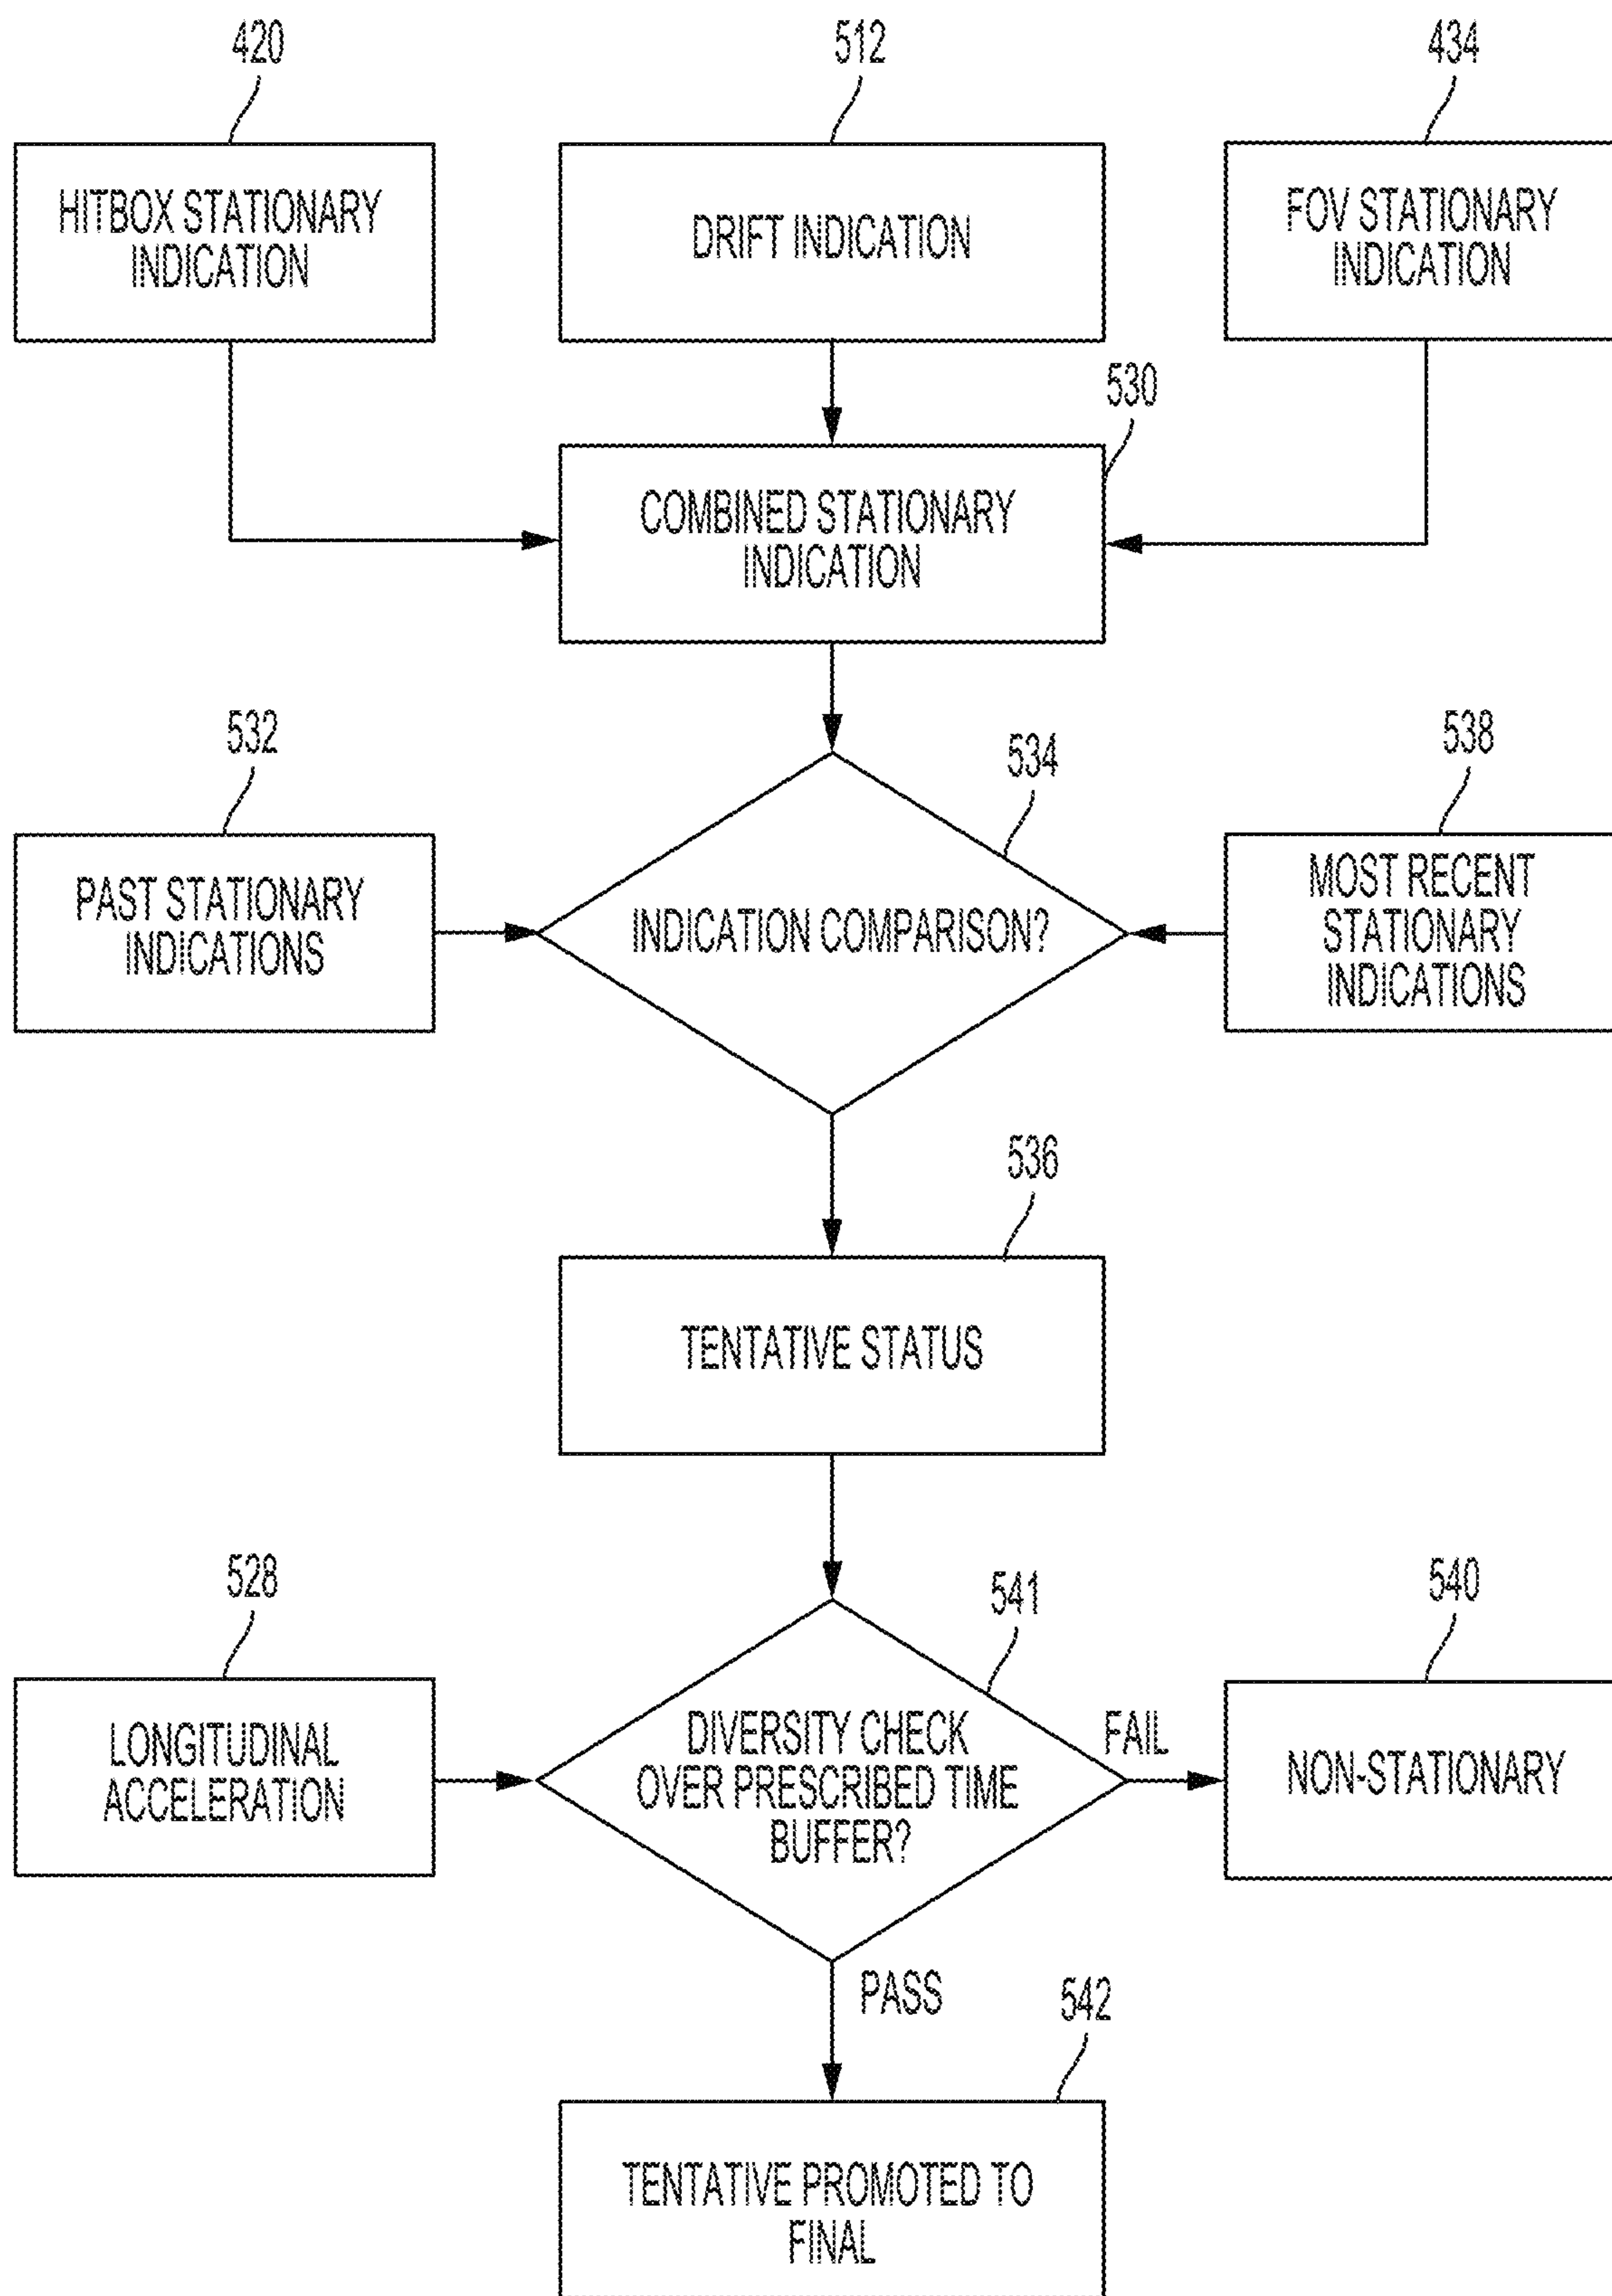 420
512
434
HITBOX STATIONARY
INDICATION
DRIFT INDICATION
FOV STATIONARY
INDICATION
530
COMBINED STATIONARY
INDICATION
532
534
538
PAST STATIONARY
INDICATIONS
INDICATION COMPARISON?
MOST RECENT
STATIONARY
INDICATIONS
536
TENTATIVE STATUS
528
541
540
LONGITUDINAL
ACCELERATION
DIVERSITY CHECK
OVER PRESCRIBED TIME
BUFFER?
FAIL
NON-STATIONARY
PASS
542
TENTATIVE PROMOTED TO
FINAL